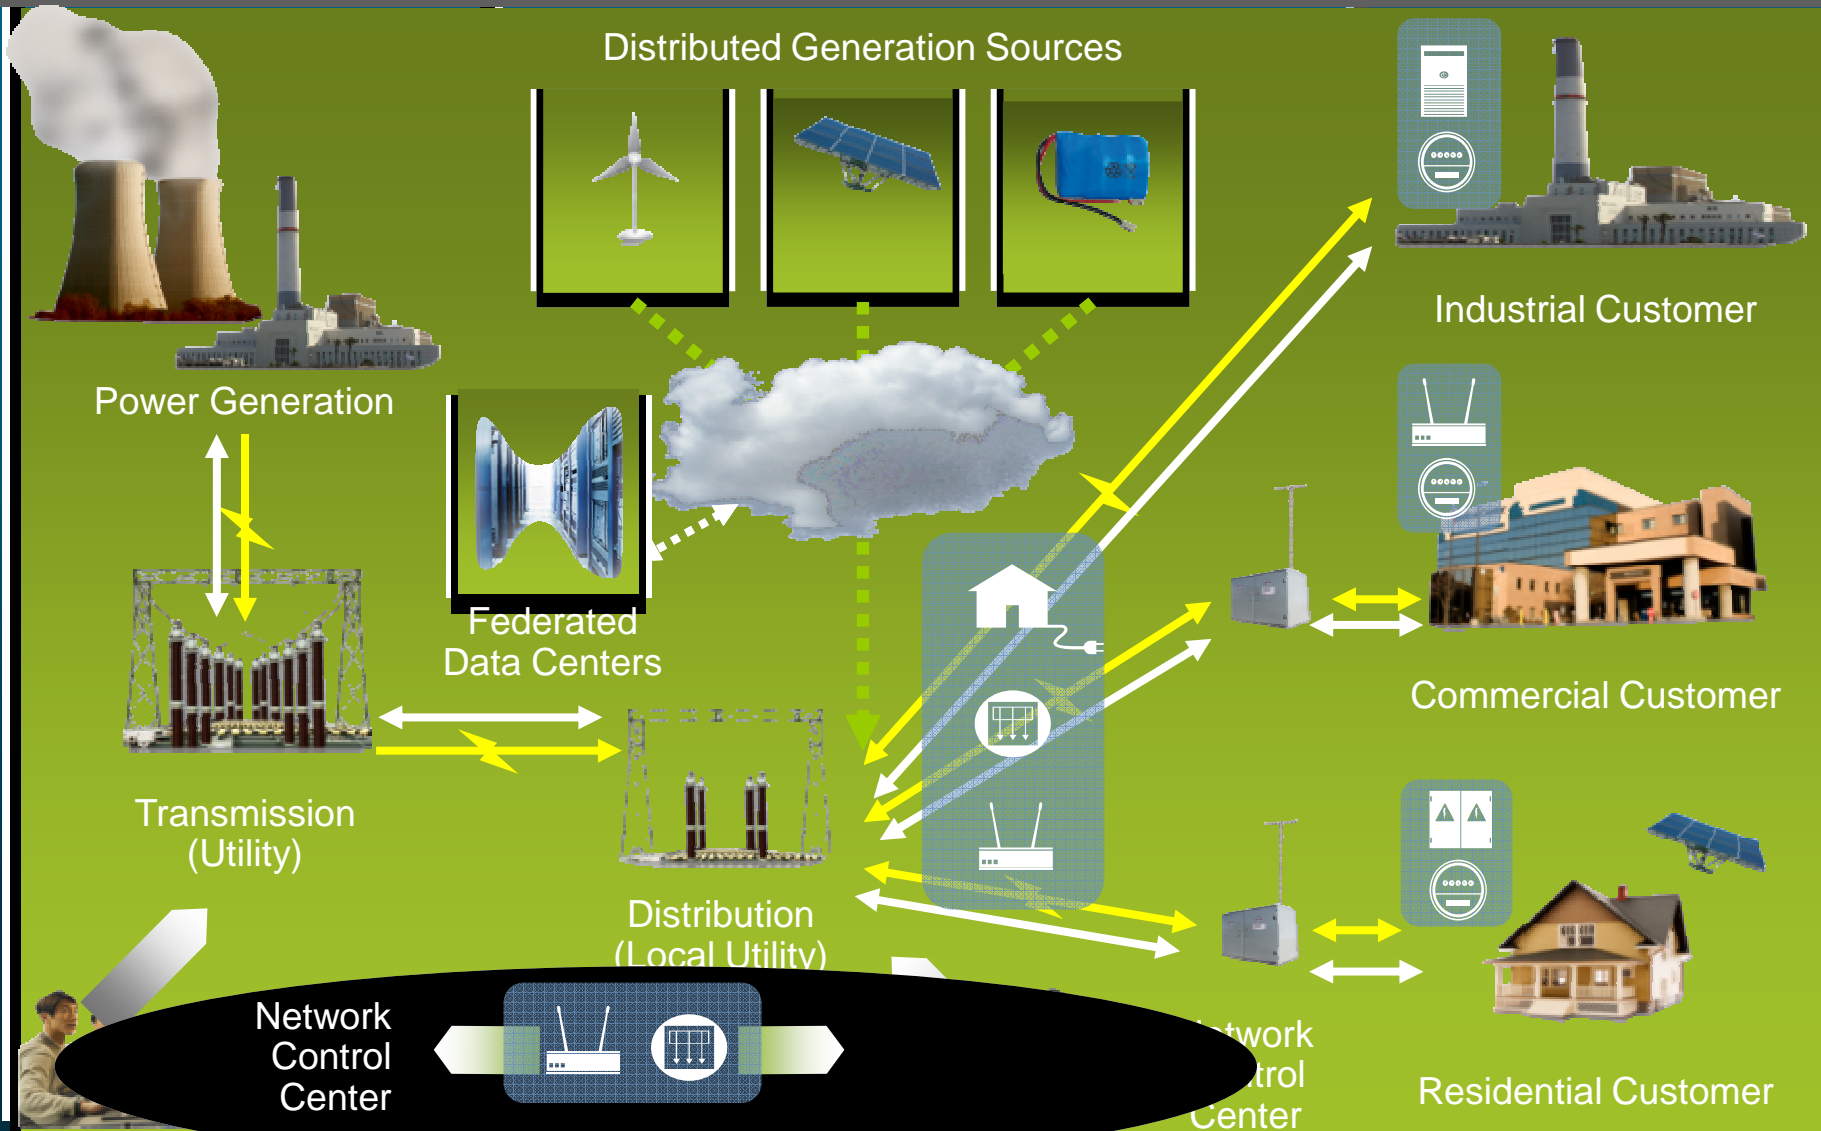 Distributed Generation Sources
Industrial Customer
Power Generation
Federated
Data Centers
Commercial Customer
Transmission
(Utility)
Distribution
(Local Utility)
Network
Control
Center
Center
Residential Customer